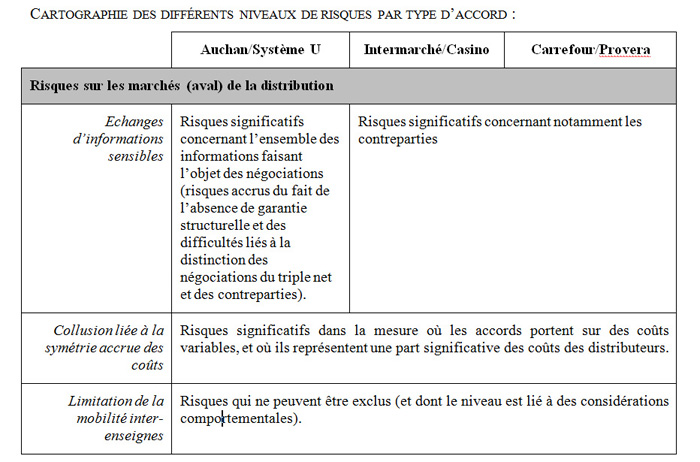 CARTOGRAPHIE DES DIFFÉRENTS NIVEAUX DE RISQUES PAR TYPE D’ACCORD :
Auchan/Système U
Intermarché/Casino
Carrefour/Provera
Risques sur les marchés (aval) de la distribution
Echanges
d’informations
sensibles
Risques significatifs
concernant l’ensemble des
informations faisant
l’objet des négociations
(risques accrus du fait de
l’absence de garantie
structurelle et des
difficultés liés à la
distinction des
négociations du triple net
et des contreparties).
Risques significatifs concernant notamment les
contreparties
Collusion liée à la
symétrie accrue des
coûts
Risques significatifs dans la mesure où les accords portent sur des coûts
variables, et où ils représentent une part significative des coûts des distributeurs.
Limitation de la
mobilité inter-
enseignes
Risques qui ne peuvent être exclus (et dont le niveau est lié à des considérations
comportementales).